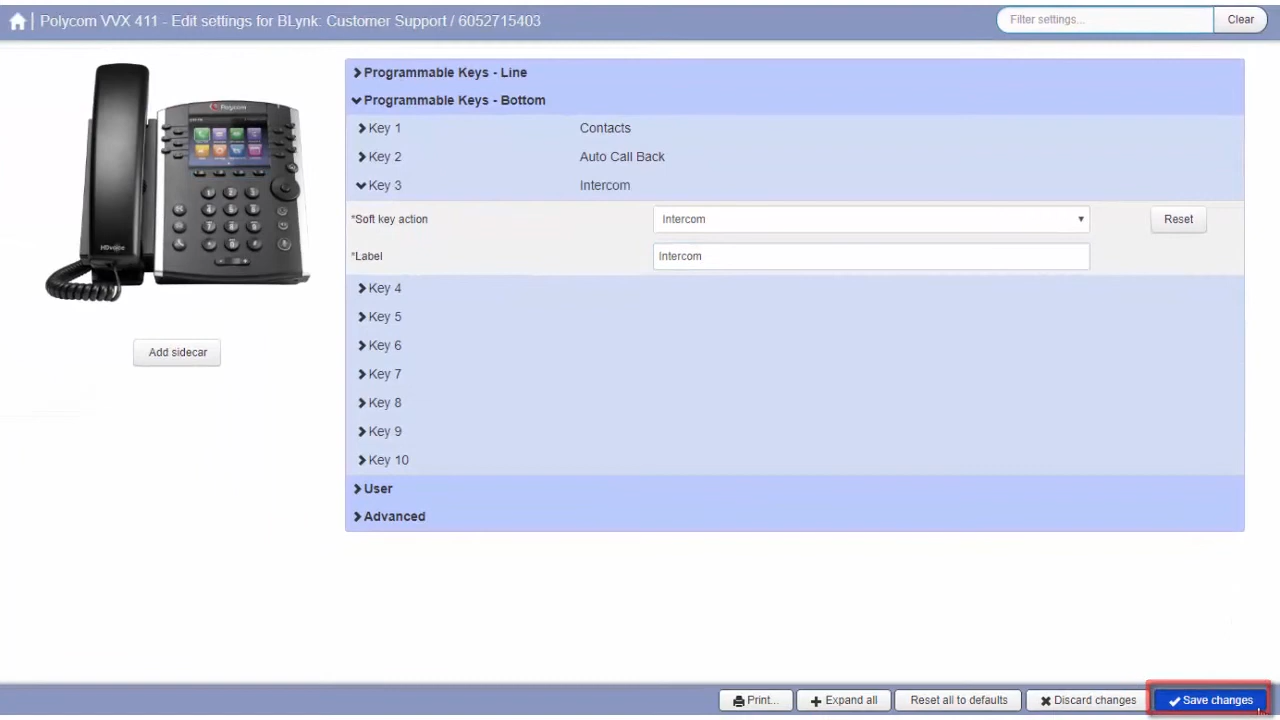 Polycom VVX 411 - Edit settings for BLynk: Customer Support / 6052715403
Filter settings...
Clear
Programmable Keys - Line
Programmable Keys - Bottom
Key 1 Contacts
Key 2 Auto Call Back
Key 3 Intercom
*Soft key action Intercom Reset
*Label Intercom
Key 4
Key 5
Key 6
Key 7
Key 8
Key 9
Key 10
User
Advanced
Polycom
HDvoice
Add sidecar
Print...
Expand all
Reset all to defaults
Discard changes
Save changes